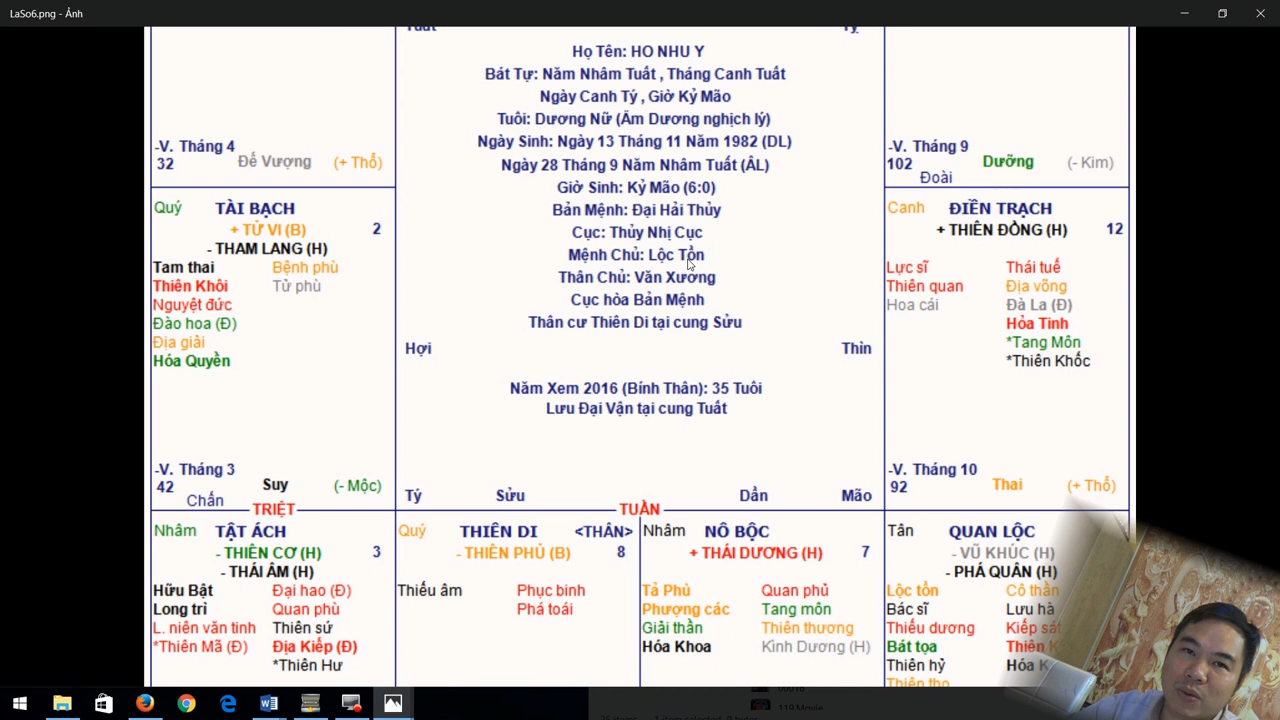 LaSo6.png - Ảnh
Họ Tên: HO NHU Y
Bát Tự: Năm Nhâm Tuất , Tháng Canh Tuất
Ngày Canh Tý , Giờ Kỷ Mão
Tuổi: Dương Nữ (Âm Dương nghịch lý)
Ngày Sinh: Ngày 13 Tháng 11 Năm 1982 (DL)
Ngày 28 Tháng 9 Năm Nhâm Tuất (ÂL)
Giờ Sinh: Kỷ Mão (6:0)
Bản Mệnh: Đại Hải Thủy
Cục: Thủy Nhị Cục
Mệnh Chủ: Lộc Tồn
Thân Chủ: Văn Xương
Cục hòa Bản Mệnh
Thân cư Thiên Di tại cung Sửu
Hợi Thìn
Năm Xem 2016 (Bính Thân): 35 Tuổi
Lưu Đại Vận tại cung Tuất
Tý Sửu Dần Mão
-V. Tháng 4
32 Đế Vượng (+ Thổ)
-V. Tháng 9
102 Dưỡng (- Kim)
Đoài
Quý TÀI BẠCH
+ TỬ VI (B) 2
- THAM LANG (H)
Tam thai Bệnh phù
Thiên Khôi Tử phù
Nguyệt đức
Đào hoa (Đ)
Địa giải
Hóa Quyền
-V. Tháng 3
42 Suy (- Mộc)
Chấn
Canh ĐIỀN TRẠCH
+ THIÊN ĐỒNG (H) 12
Lực sĩ Thái tuế
Thiên quan Địa võng
Hoa cái Đà La (Đ)
Hỏa Tinh
*Tang Môn
*Thiên Khốc
-V. Tháng 10
92 Thai (+ Thổ)
TRIỆT
TUẦN
Nhâm TẬT ÁCH
- THIÊN CƠ (H) 3
- THÁI ÂM (H)
Hữu Bật Đại hao (Đ)
Long trì Quan phù
L. niên văn tinh Thiên sứ
*Thiên Mã (Đ) Địa Kiếp (Đ)
*Thiên Hư
Quý THIÊN DI <THÂN>
- THIÊN PHỦ (B) 8
Thiếu âm Phục binh
Phá toái
Nhâm NÔ BỘC
+ THÁI DƯƠNG (H) 7
Tả Phù Quan phủ
Phượng các Tang môn
Giải thần Thiên thương
Hóa Khoa Kình Dương (H)
Tân QUAN LỘC
- VŨ KHÚC (H)
- PHÁ QUÂN (H)
Lộc tồn Cô thần
Bác sĩ Lưu hà
Thiếu dương Kiếp sát
Bát tọa Thiên K
Thiên hỷ Hóa K
Thiên thọ